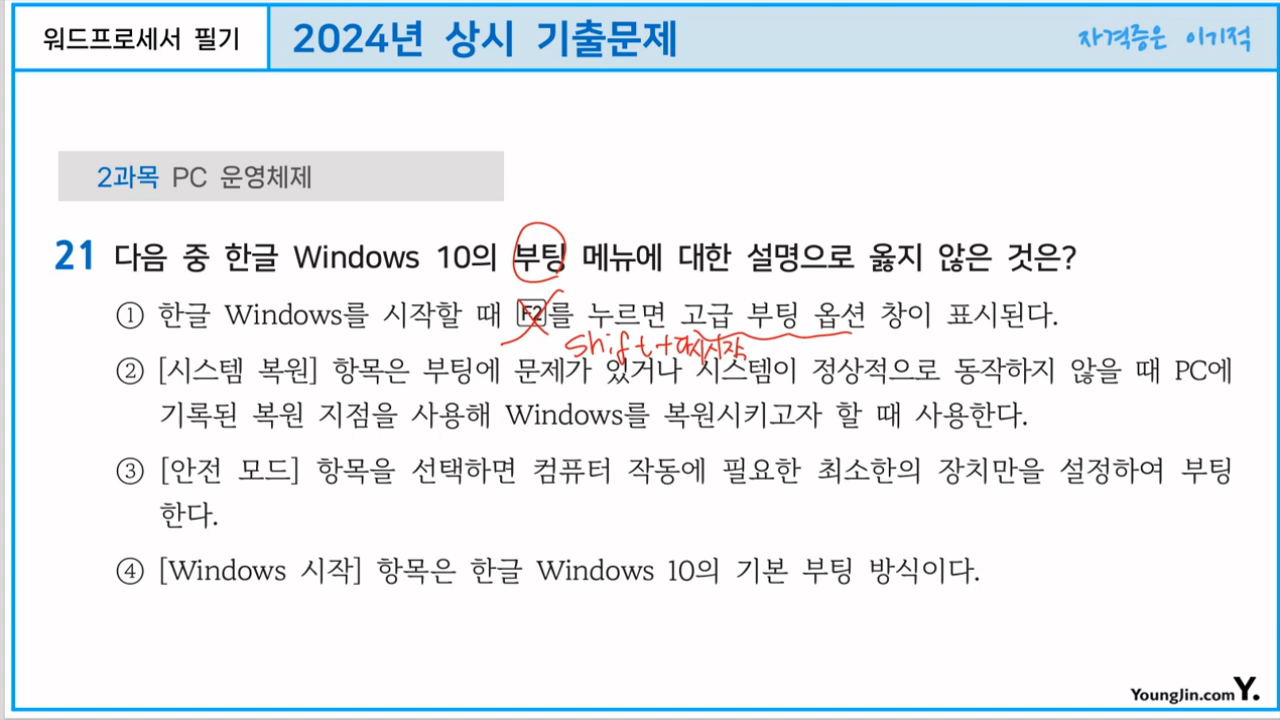 워드프로세서 필기
2024년 상시 기출문제
자격증은 이기적
2과목 PC 운영체제
21 다음 중 한글 Windows 10의 부팅 메뉴에 대한 설명으로 옳지 않은 것은?
① 한글 Windows를 시작할 때 F2를 누르면 고급 부팅 옵션 창이 표시된다.
Shift+다시시작
② [시스템 복원] 항목은 부팅에 문제가 있거나 시스템이 정상적으로 동작하지 않을 때 PC에
기록된 복원 지점을 사용해 Windows를 복원시키고자 할 때 사용한다.
③ [안전 모드] 항목을 선택하면 컴퓨터 작동에 필요한 최소한의 장치만을 설정하여 부팅
한다.
④ [Windows 시작] 항목은 한글 Windows 10의 기본 부팅 방식이다.
YoungJin.com Y.